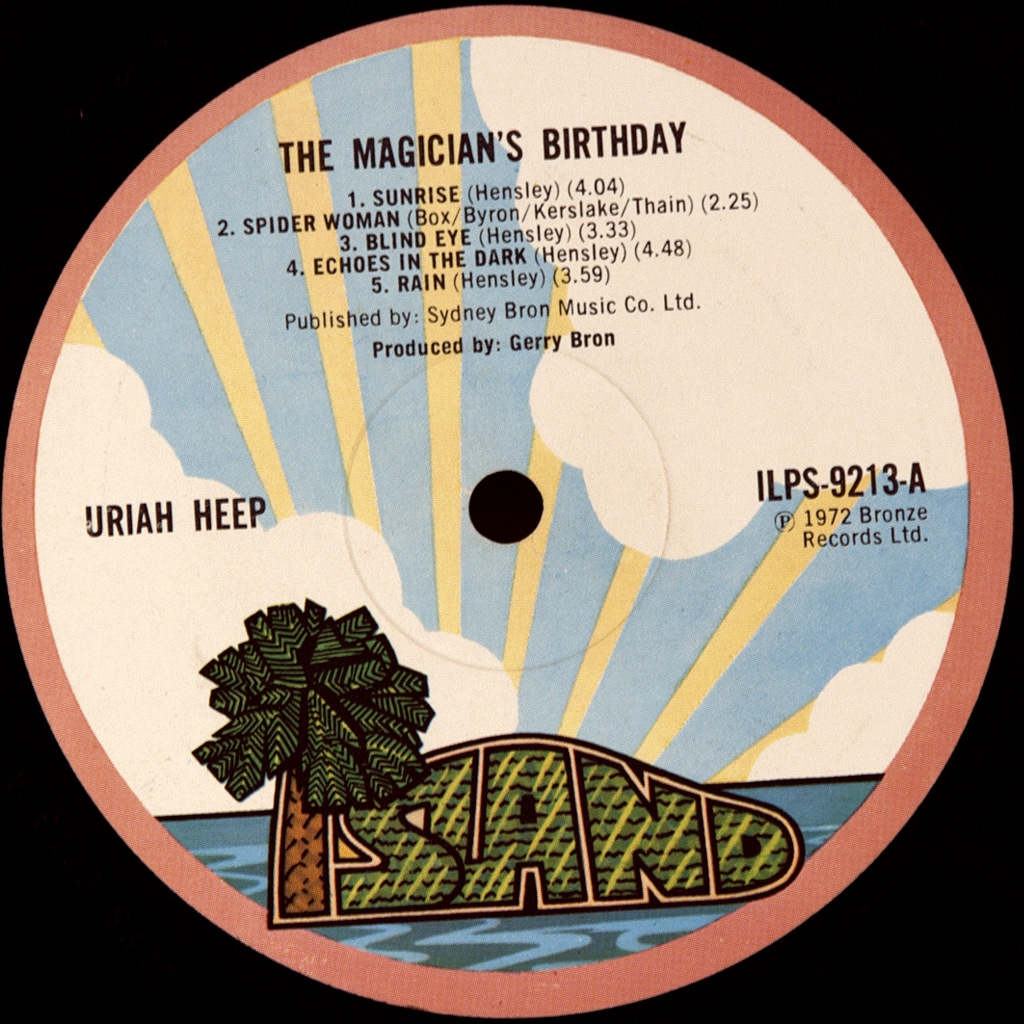 THE MAGICIAN'S BIRTHDAY
1. SUNRISE (Hensley) (4.04)
2. SPIDER WOMAN (Box/Byron/Kerslake/Thain) (2.25)
3. BLIND EYE (Hensley) (3.33)
4. ECHOES IN THE DARK (Hensley) (4.48)
5. RAIN (Hensley) (3.59)
Published by: Sydney Bron Music Co. Ltd.
Produced by: Gerry Bron
URIAH HEEP
ILPS-9213-A
℗ 1972 Bronze
Records Ltd.
ISLAND